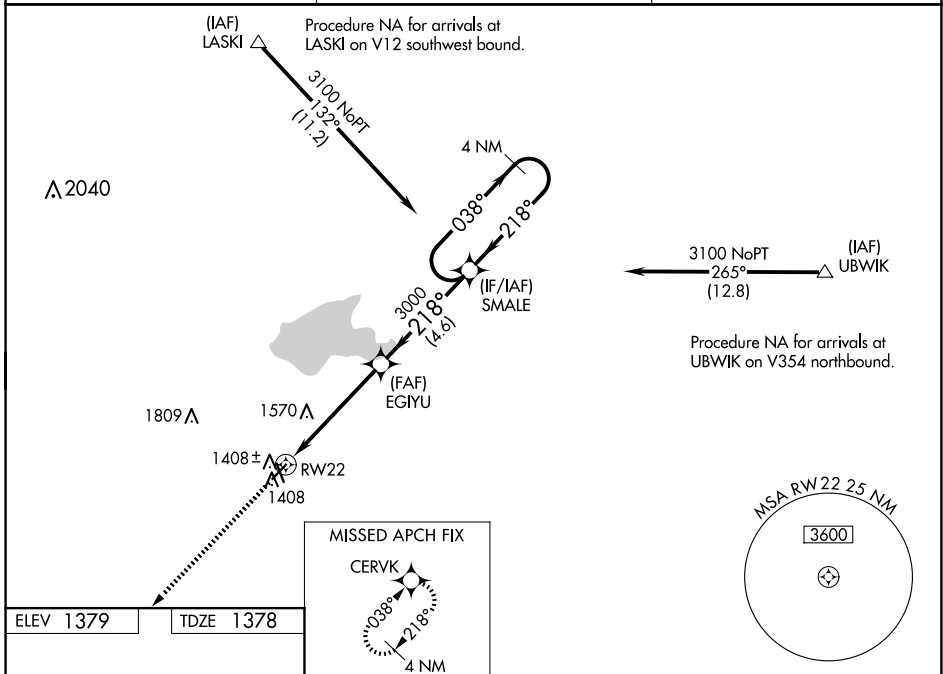 (IAF)
LASKI
Procedure NA for arrivals at
LASKI on V12 southwest bound.
3100 NoPT
132°
(11.2)
4 NM
2040
038°
218°
3100 NoPT
265°
(12.8)
(IAF)
UBWIK
(IF/IAF)
SMALE
3000
218°
(4.6)
Procedure NA for arrivals at
UBWIK on V354 northbound.
(FAF)
EGIYU
1809
1570
1408±
RW22
1408
MSA RW22 25 NM
3600
MISSED APCH FIX
CERVK
038°
218°
4 NM
ELEV 1379
TDZE 1378